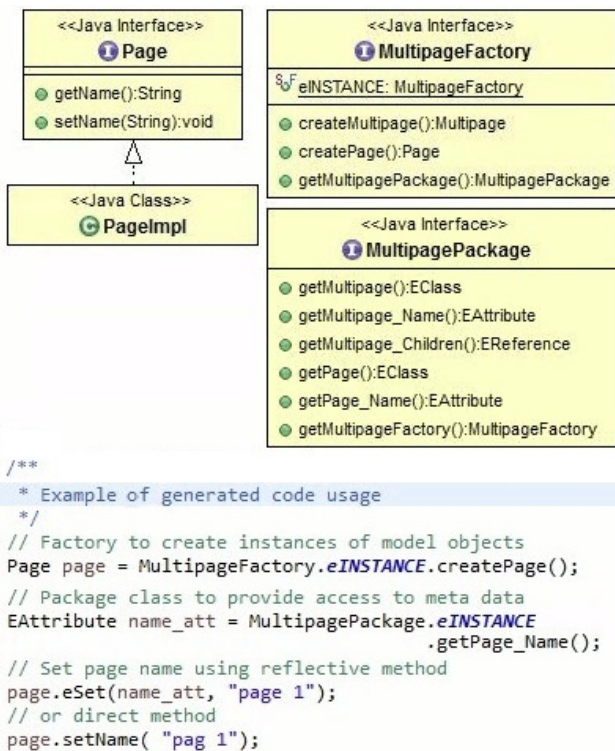 <<Java Interface>>
Page
getName():String
setName(String):void
<<Java Class>>
PageImpl
<<Java Interface>>
MultipageFactory
eINSTANCE: MultipageFactory
createMultipage():Multipage
createPage():Page
getMultipagePackage():MultipagePackage
<<Java Interface>>
MultipagePackage
getMultipage():EClass
getMultipage_Name():EAttribute
getMultipage_Children():EReference
getPage():EClass
getPage_Name():EAttribute
getMultipageFactory():MultipageFactory
/**
* Example of generated code usage
*/
// Factory to create instances of model objects
Page page = MultipageFactory.eINSTANCE.createPage();
// Package class to provide access to meta data
EAttribute name_att = MultipagePackage.eINSTANCE
.getPage_Name();
// Set page name using reflective method
page.eSet(name_att, "page 1");
// or direct method
page.setName( "pag 1");